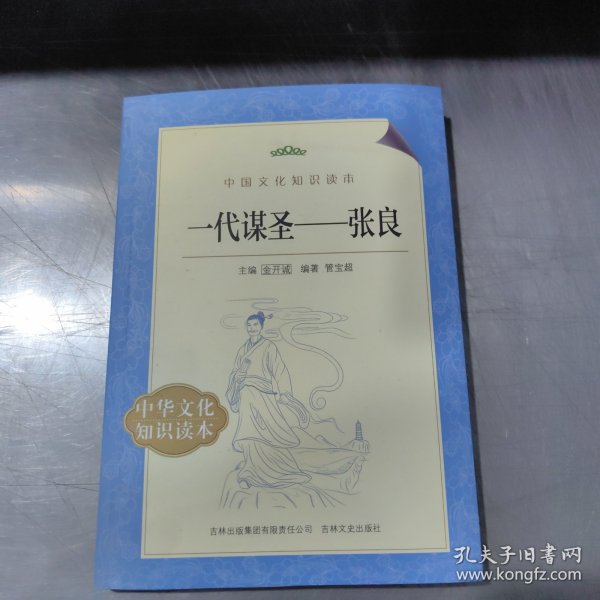 中国文化知识读本
一代谋圣——张良
主编 金开诚 编著 管宝超
中华文化
知识读本
吉林出版集团有限责任公司 吉林文史出版社
孔夫子旧书网
www.kongfz.com